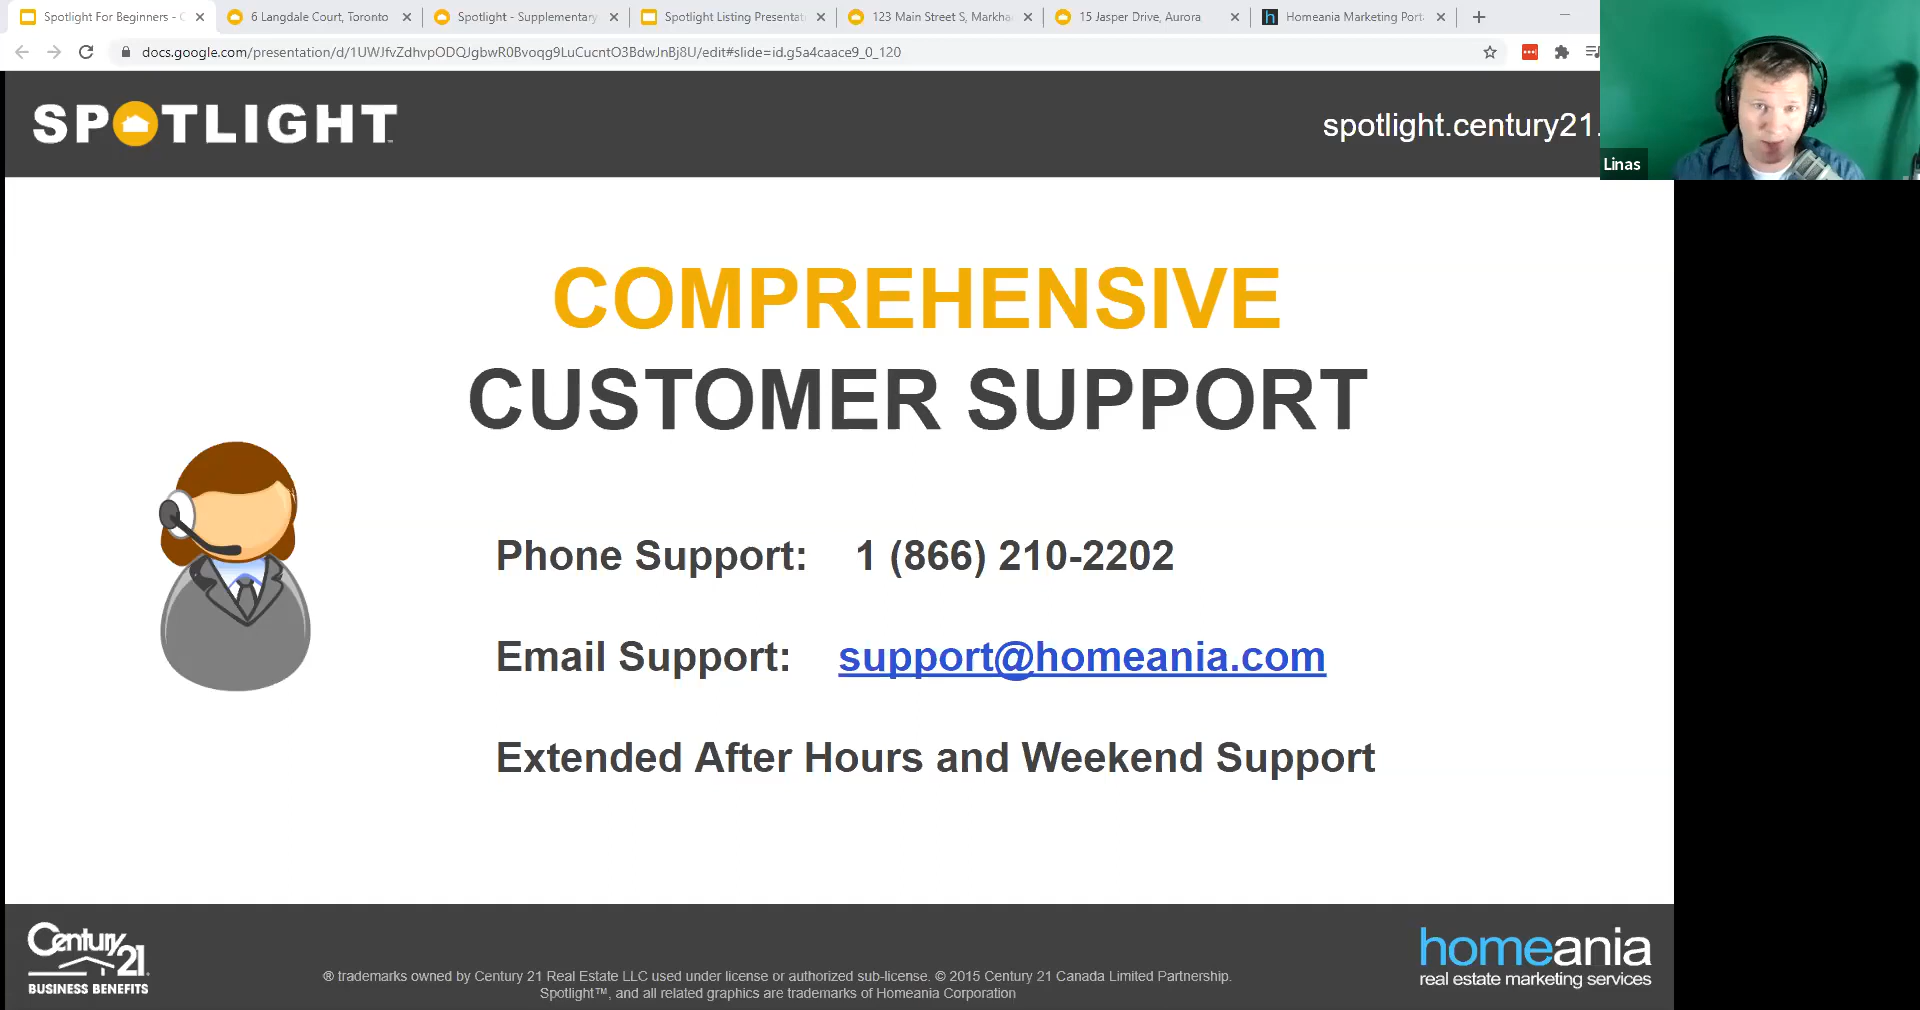 Spotlight For Beginners - C
6 Langdale Court, Toronto
Spotlight - Supplementary
Spotlight Listing Presentat
123 Main Street S, Markha
15 Jasper Drive, Aurora
Homeania Marketing Port
docs.google.com/presentation/d/1UWJfvZdhvpODQJgbwR0Bvoqg9LuCucntO3BdwJnBj8U/edit#slide=id.g5a4caace9_0_120
SPOTLIGHT
spotlight.century21.
Linas
COMPREHENSIVE
CUSTOMER SUPPORT
Phone Support: 1 (866) 210-2202
Email Support: support@homeania.com
Extended After Hours and Weekend Support
Century 21
BUSINESS BENEFITS
® trademarks owned by Century 21 Real Estate LLC used under license or authorized sub-license. © 2015 Century 21 Canada Limited Partnership.
Spotlight™, and all related graphics are trademarks of Homeania Corporation
homeania
real estate marketing services